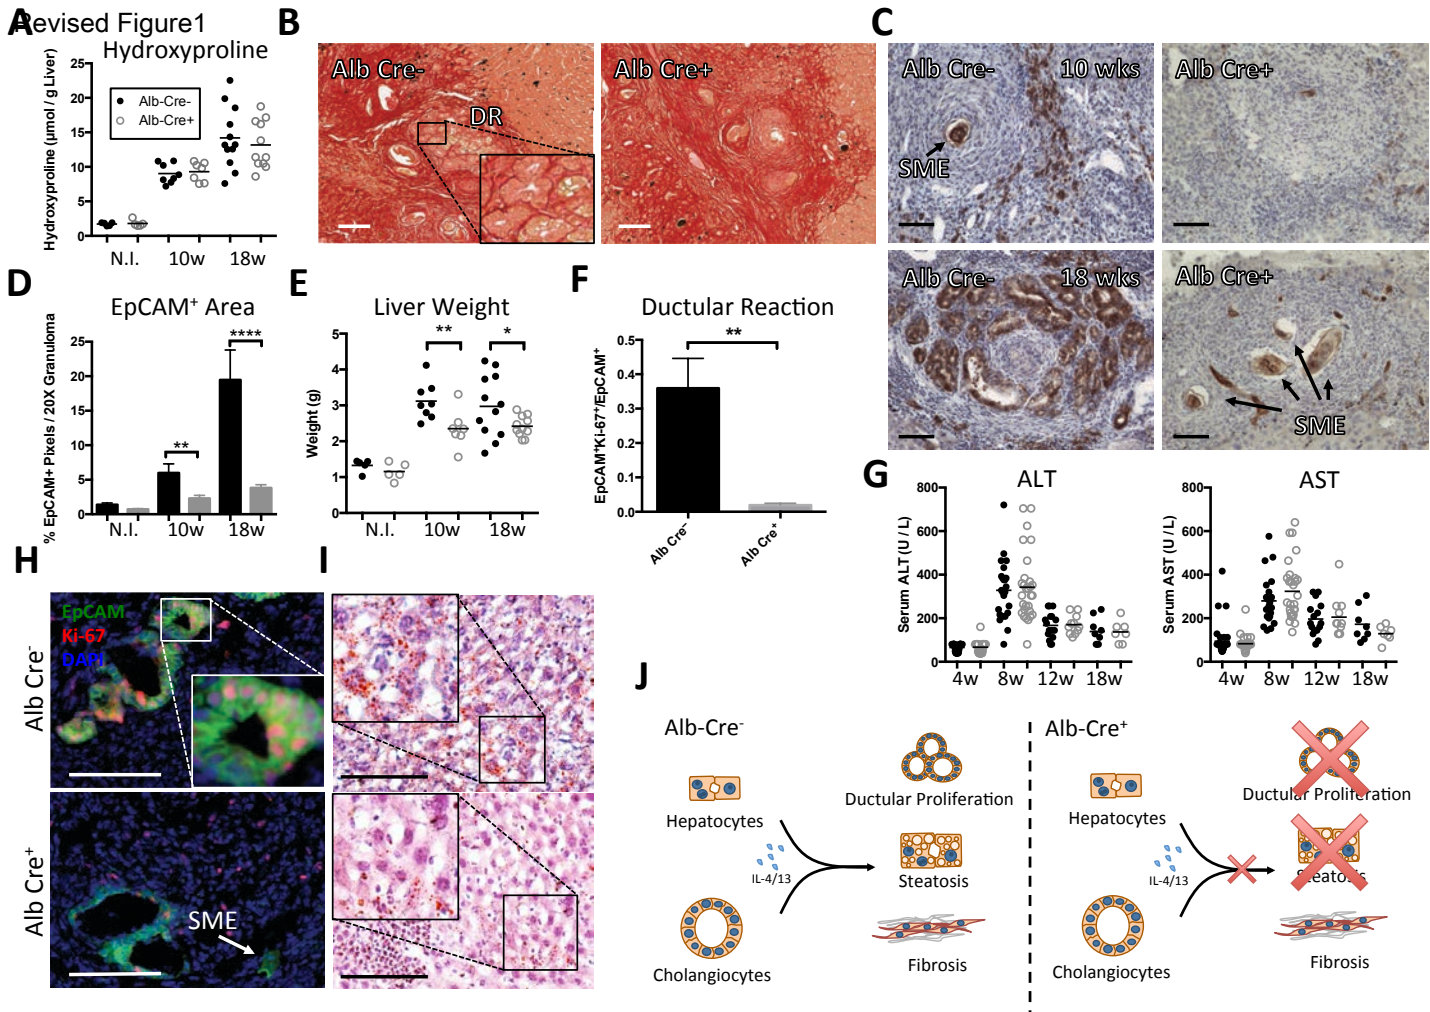 Revised Figure1
A
Hydroxyproline
Hydroxyproline (μmol / g Liver)
25
20
15
10
5
0
Alb-Cre-
Alb-Cre+
N.I.
10w
18w
B
Alb Cre-
DR
Alb Cre+
C
Alb Cre-
10 wks
SME
Alb Cre+
Alb Cre-
18 wks
Alb Cre+
SME
D
EpCAM⁺ Area
% EpCAM+ Pixels / 20X Granuloma
25
20
15
10
5
0
**
****
N.I.
10w
18w
E
Liver Weight
Weight (g)
5
4
3
2
1
0
**
*
N.I.
10w
18w
F
Ductular Reaction
EpCAM⁺Ki-67⁺/EpCAM⁺
0.5
0.4
0.3
0.2
0.1
0.0
**
Alb Cre⁻
Alb Cre⁺
G
ALT
Serum ALT (U / L)
800
600
400
200
0
4w
8w
12w
18w
AST
Serum AST (U / L)
800
600
400
200
0
4w
8w
12w
18w
H
Alb Cre⁻
EpCAM
Ki-67
DAPI
Alb Cre⁺
SME
I
J
Alb-Cre⁻
Hepatocytes
IL-4/13
Cholangiocytes
Ductular Proliferation
Steatosis
Fibrosis
Alb-Cre⁺
Hepatocytes
IL-4/13
Cholangiocytes
Ductular Proliferation
Steatosis
Fibrosis